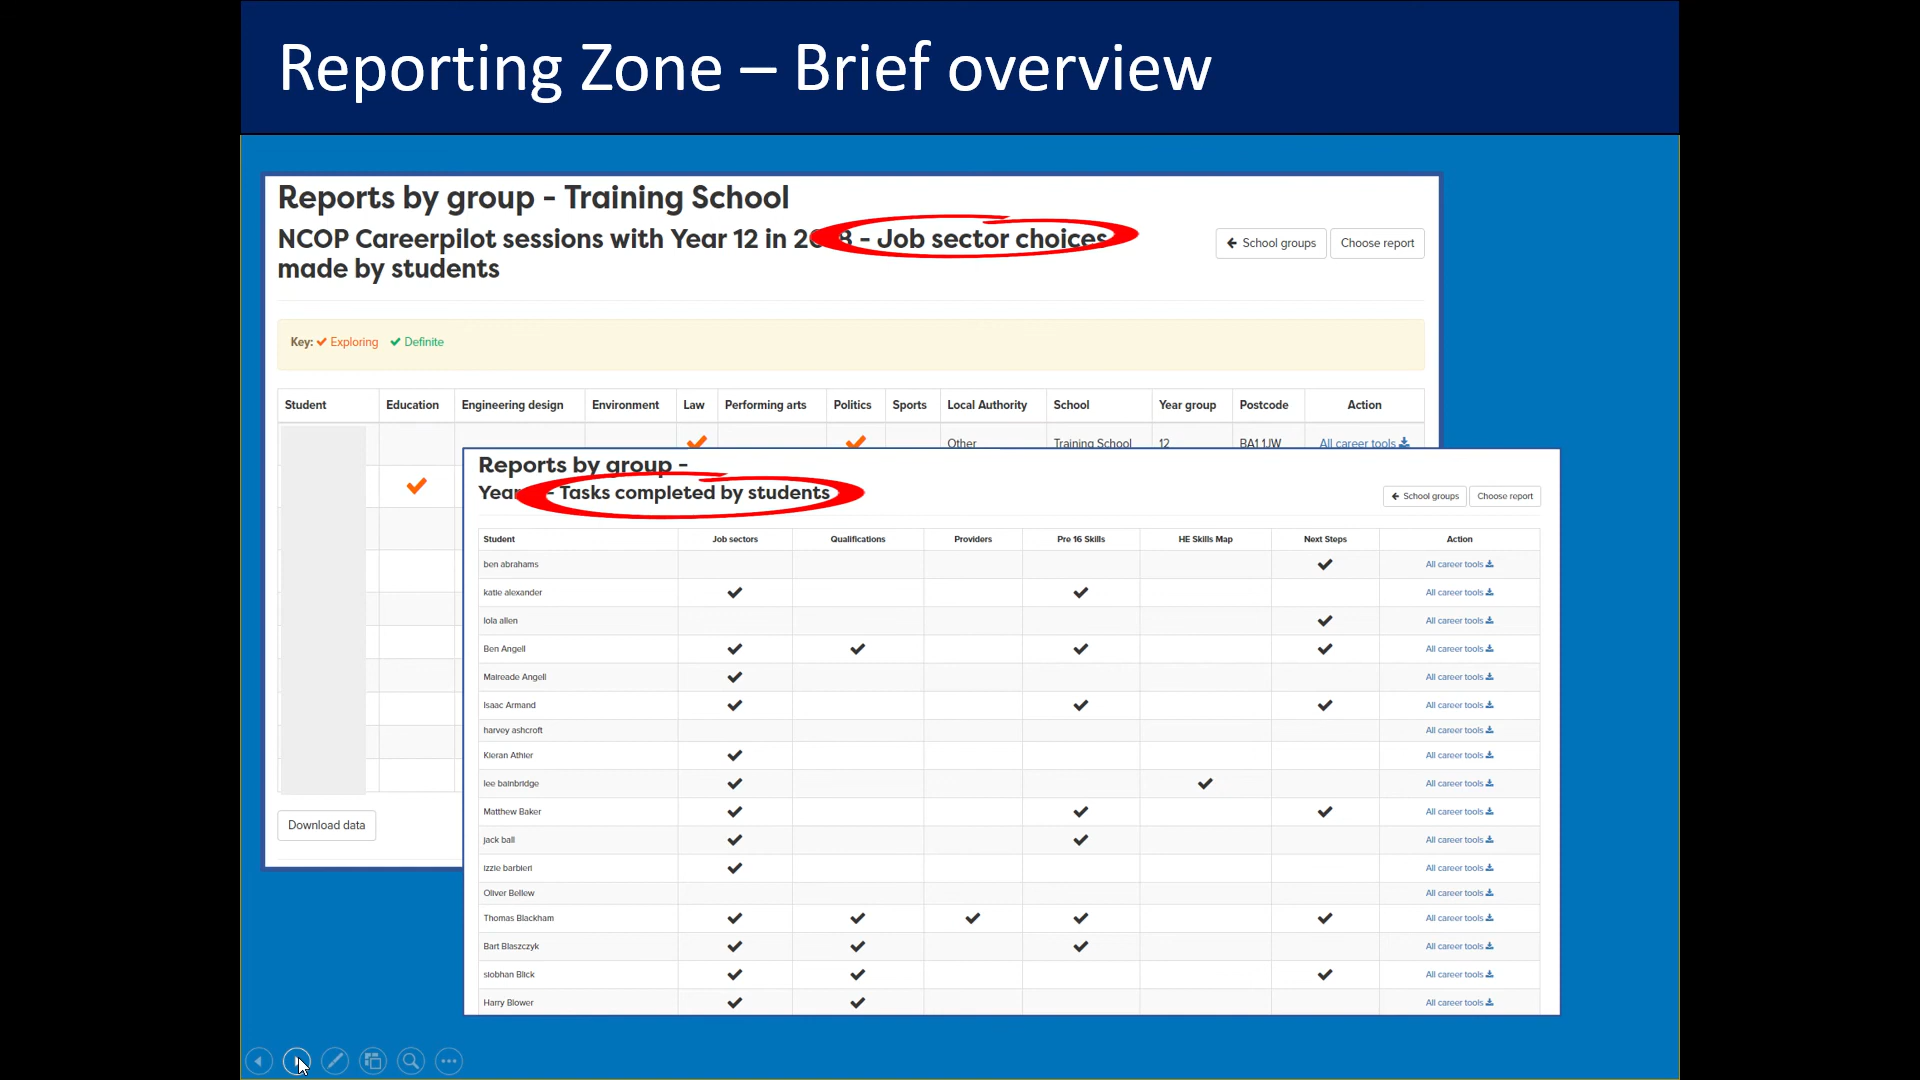 Reporting Zone – Brief overview
Reports by group - Training School
NCOP Careerpilot sessions with Year 12 in 2018 - Job sector choices
made by students
School groups
Choose report
Key: Exploring Definite
Student Education Engineering design Environment Law Performing arts Politics Sports Local Authority School Year group Postcode Action
Other Training School 12 BA1 1JW All career tools
Download data
Reports by group -
Year - Tasks completed by students
School groups
Choose report
Student Job sectors Qualifications Providers Pre 16 Skills HE Skills Map Next Steps Action
ben abrahams All career tools
katie alexander All career tools
lola allen All career tools
Ben Angell All career tools
Maireade Angell All career tools
Isaac Armand All career tools
harvey ashcroft All career tools
Kieran Athier All career tools
lee bainbridge All career tools
Matthew Baker All career tools
jack ball All career tools
izzie barbieri All career tools
Oliver Bellew All career tools
Thomas Blackham All career tools
Bart Blaszczyk All career tools
siobhan Blick All career tools
Harry Blower All career tools